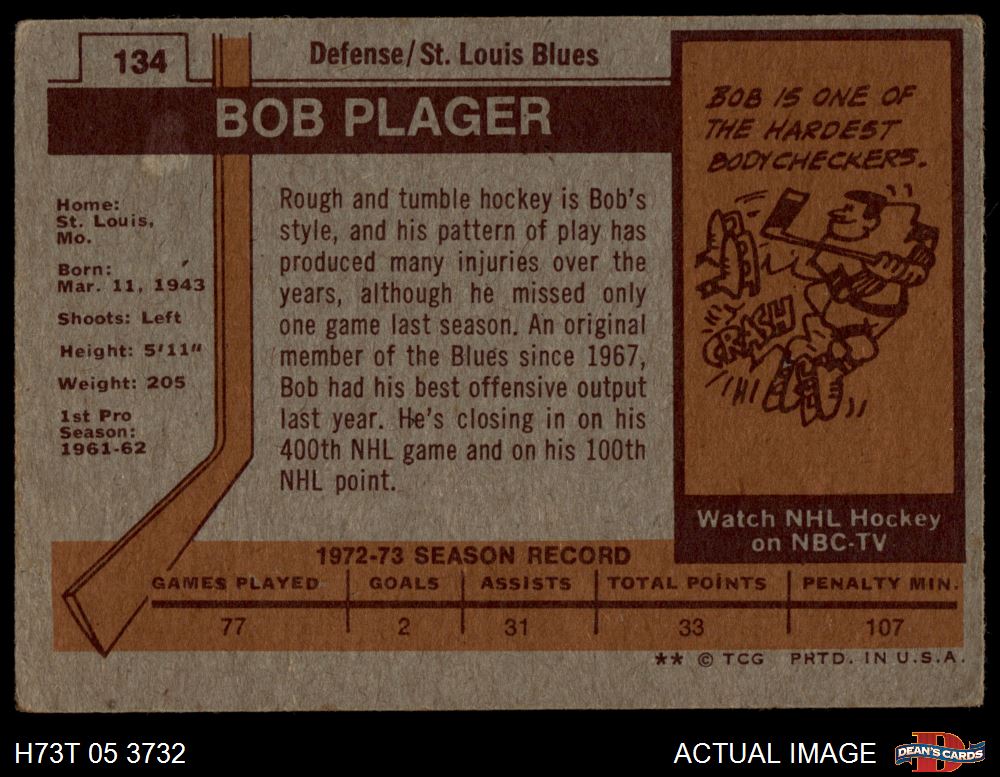 134
Defense/St. Louis Blues
BOB PLAGER
Home:
St. Louis,
Mo.
Born:
Mar. 11, 1943
Shoots: Left
Height: 5'11"
Weight: 205
1st Pro
Season:
1961-62
Rough and tumble hockey is Bob's
style, and his pattern of play has
produced many injuries over the
years, although he missed only
one game last season. An original
member of the Blues since 1967,
Bob had his best offensive output
last year. He's closing in on his
400th NHL game and on his 100th
NHL point.
BOB IS ONE OF
THE HARDEST
BODYCHECKERS.
CRASH
Watch NHL Hockey
on NBC-TV
1972-73 SEASON RECORD
GAMES PLAYED GOALS ASSISTS TOTAL POINTS PENALTY MIN.
77 2 31 33 107
** © TCG PRTD. IN U.S.A.
H73T 05 3732
ACTUAL IMAGE
D
DEAN'S CARDS